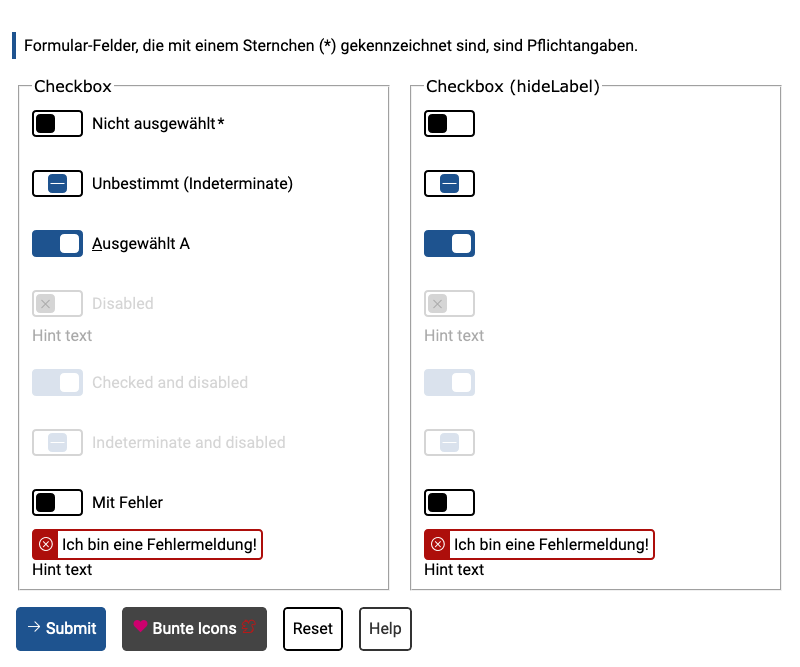 Formular-Felder, die mit einem Sternchen (*) gekennzeichnet sind, sind Pflichtangaben.
Checkbox
Nicht ausgewählt*
Unbestimmt (Indeterminate)
Ausgewählt A
Disabled
Hint text
Checked and disabled
Indeterminate and disabled
Mit Fehler
Ich bin eine Fehlermeldung!
Hint text
Checkbox (hideLabel)
Hint text
Ich bin eine Fehlermeldung!
Hint text
Submit
Bunte Icons
Reset
Help